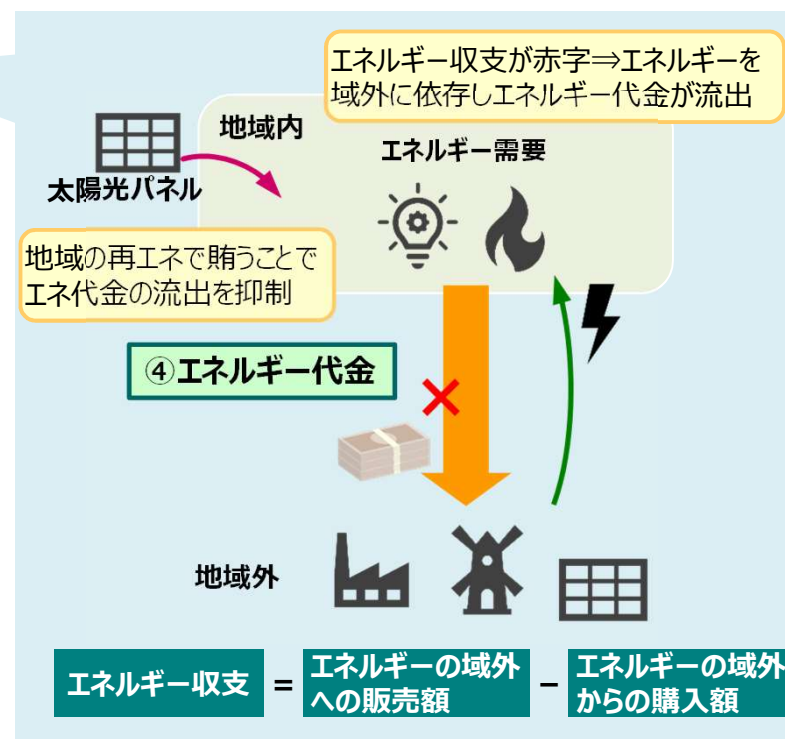 エネルギー収支が赤字⇒エネルギーを
域外に依存しエネルギー代金が流出
地域内
エネルギー需要
太陽光パネル
地域の再エネで賄うことで
エネ代金の流出を抑制
④エネルギー代金
地域外
エネルギー収支 = エネルギーの域外 − エネルギーの域外
への販売額 からの購入額